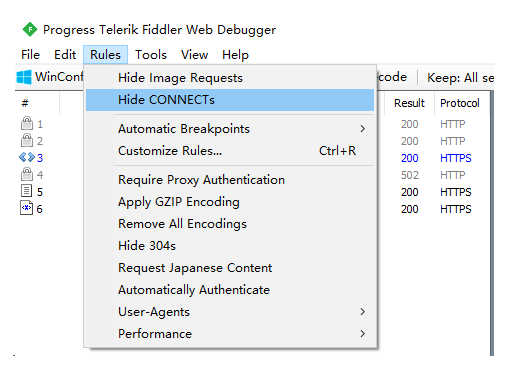 Progress Telerik Fiddler Web Debugger
File Edit Rules Tools View Help
WinConf
code Keep: All se
# Result Protocol
1 200 HTTP
2 200 HTTP
3 200 HTTPS
4 502 HTTP
5 200 HTTPS
6 200 HTTPS
Hide Image Requests
Hide CONNECTs
Automatic Breakpoints
Customize Rules... Ctrl+R
Require Proxy Authentication
Apply GZIP Encoding
Remove All Encodings
Hide 304s
Request Japanese Content
Automatically Authenticate
User-Agents
Performance